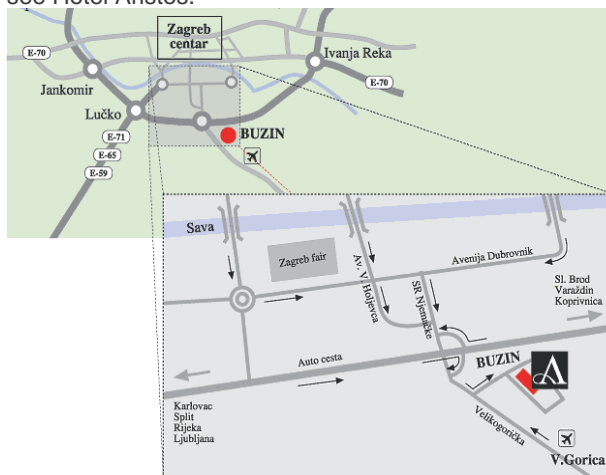 see Hotel Aristos.
Zagreb
centar
E-70
Ivanja Reka
E-70
Jankomir
Lučko
E-71
E-65
E-59
BUZIN
Sava
Zagreb fair
Av. V. Holjevca
Avenija Dubrovnik
SR Njemačke
Sl. Brod
Varaždin
Koprivnica
Auto cesta
BUZIN
A
Karlovac
Split
Rijeka
Ljubljana
Velikogorička
V.Gorica